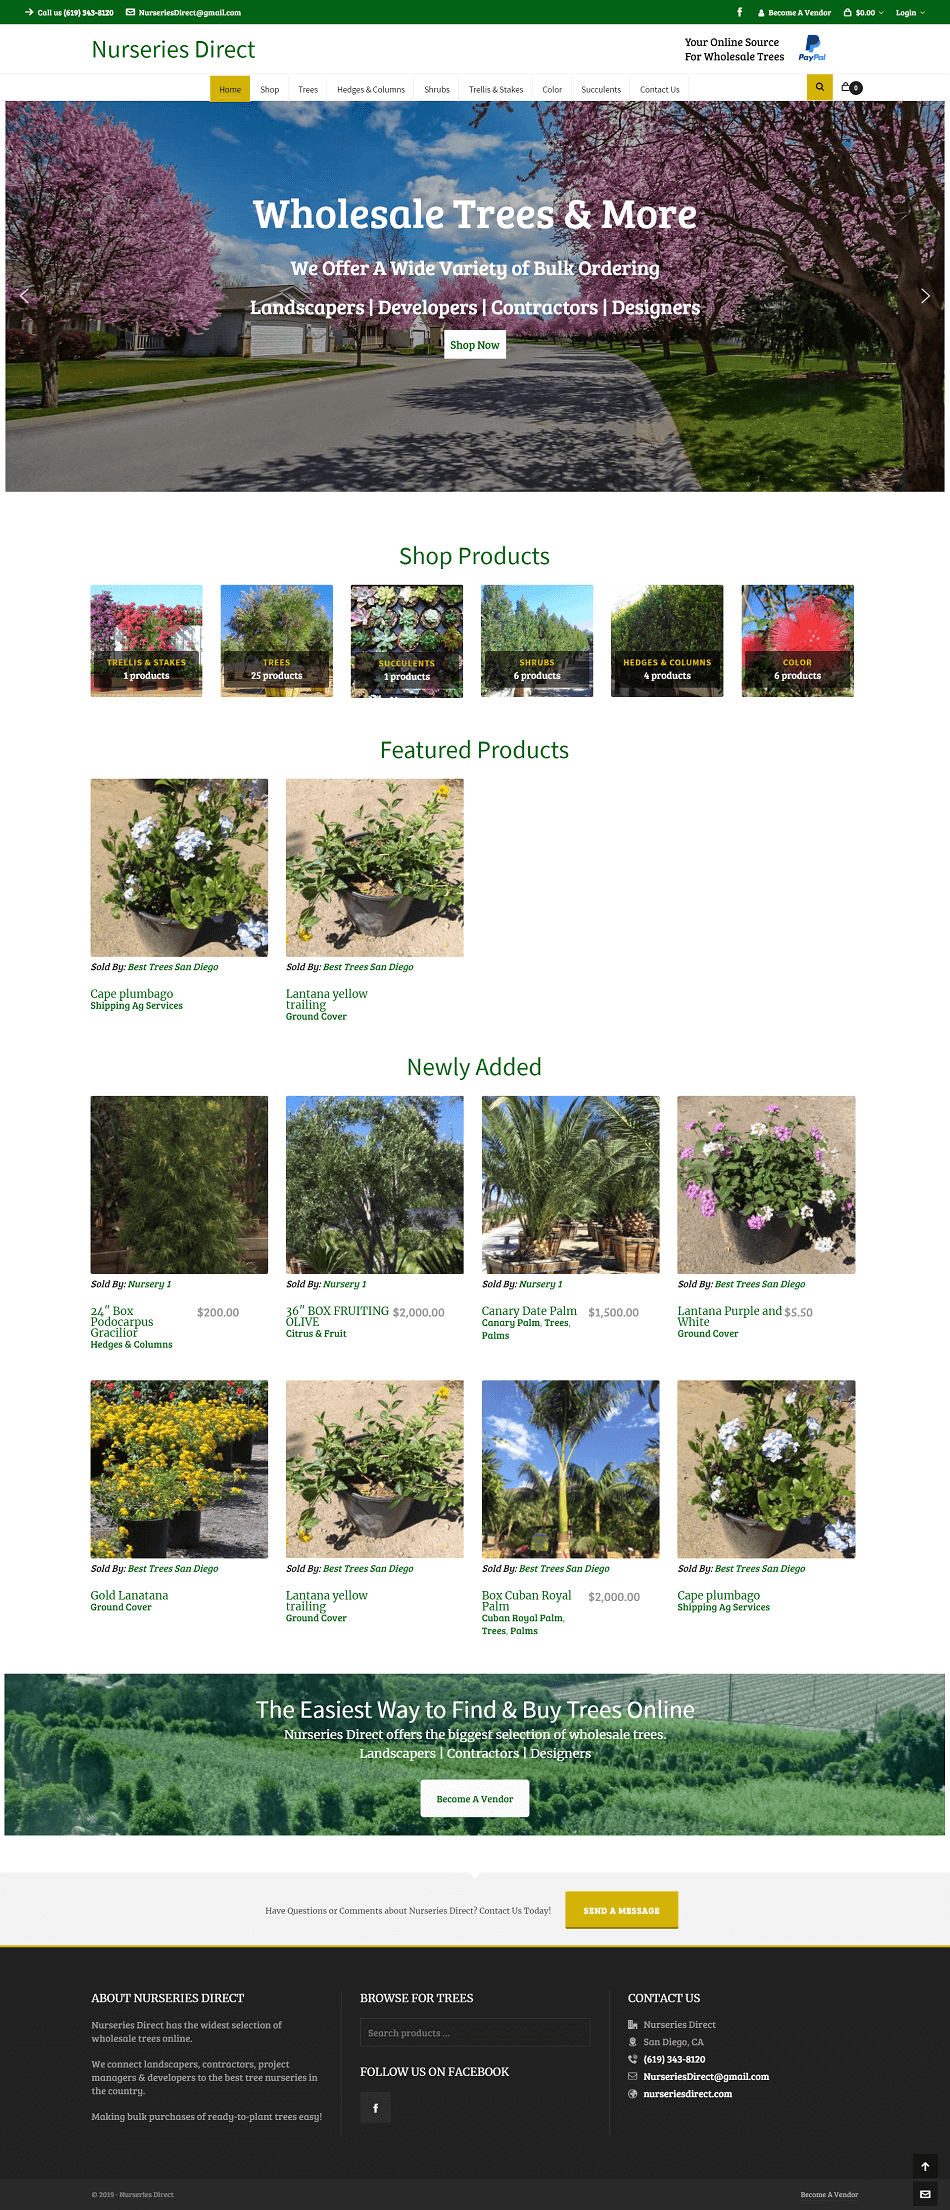 Call us (619) 343-8120
NurseriesDirect@gmail.com
Become A Vendor
$0.00
Login
Nurseries Direct
Your Online Source
For Wholesale Trees
PayPal
Home
Shop
Trees
Hedges & Columns
Shrubs
Trellis & Stakes
Color
Succulents
Contact Us
0
Wholesale Trees & More
We Offer A Wide Variety of Bulk Ordering
Landscapers | Developers | Contractors | Designers
Shop Now
Shop Products
TRELLIS & STAKES
1 products
TREES
25 products
SUCCULENTS
1 products
SHRUBS
6 products
HEDGES & COLUMNS
4 products
COLOR
6 products
Featured Products
Sold By: Best Trees San Diego
Cape plumbago
Shipping Ag Services
Sold By: Best Trees San Diego
Lantana yellow
trailing
Ground Cover
Newly Added
Sold By: Nursery 1
24" Box
Podocarpus
Gracilior
$200.00
Hedges & Columns
Sold By: Nursery 1
36" BOX FRUITING
OLIVE
$2,000.00
Citrus & Fruit
Sold By: Nursery 1
Canary Date Palm
$1,500.00
Canary Palm, Trees,
Palms
Sold By: Best Trees San Diego
Lantana Purple and
White
$5.50
Ground Cover
Sold By: Best Trees San Diego
Gold Lanatana
Ground Cover
Sold By: Best Trees San Diego
Lantana yellow
trailing
Ground Cover
Sold By: Best Trees San Diego
Box Cuban Royal
Palm
$2,000.00
Cuban Royal Palm,
Trees, Palms
Sold By: Best Trees San Diego
Cape plumbago
Shipping Ag Services
The Easiest Way to Find & Buy Trees Online
Nurseries Direct offers the biggest selection of wholesale trees.
Landscapers | Contractors | Designers
Become A Vendor
Have Questions or Comments about Nurseries Direct? Contact Us Today!
SEND A MESSAGE
ABOUT NURSERIES DIRECT
Nurseries Direct has the widest selection of
wholesale trees online.
We connect landscapers, contractors, project
managers & developers to the best tree nurseries in
the country.
Making bulk purchases of ready-to-plant trees easy!
BROWSE FOR TREES
Search products ...
FOLLOW US ON FACEBOOK
CONTACT US
Nurseries Direct
San Diego, CA
(619) 343-8120
NurseriesDirect@gmail.com
nurseriesdirect.com
© 2019 - Nurseries Direct
Become A Vendor